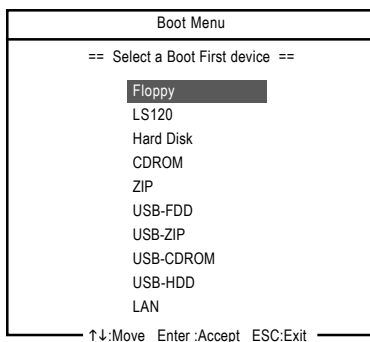 Boot Menu
== Select a Boot First device ==
Floppy
LS120
Hard Disk
CDROM
ZIP
USB-FDD
USB-ZIP
USB-CDROM
USB-HDD
LAN
↑↓:Move Enter :Accept ESC:Exit